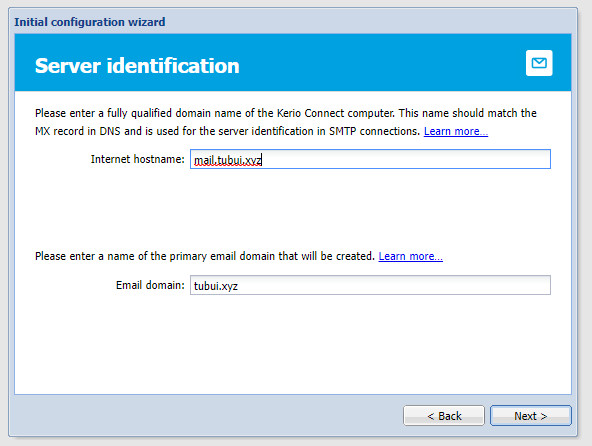 Initial configuration wizard
Server identification
Please enter a fully qualified domain name of the Kerio Connect computer. This name should match the
MX record in DNS and is used for the server identification in SMTP connections. Learn more...
Internet hostname: mail.tubui.xyz
Please enter a name of the primary email domain that will be created. Learn more...
Email domain: tubui.xyz
< Back Next >